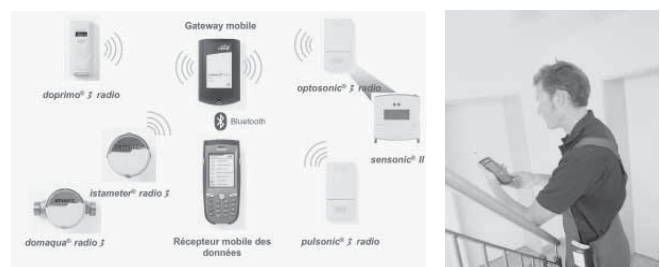 Gateway mobile
doprimo® 3 radio
optosonic® 3 radio
Bluetooth
sensonic® II
istameter® radio 3
domaqua® radio 3
Récepteur mobile des
données
pulsonic® 3 radio